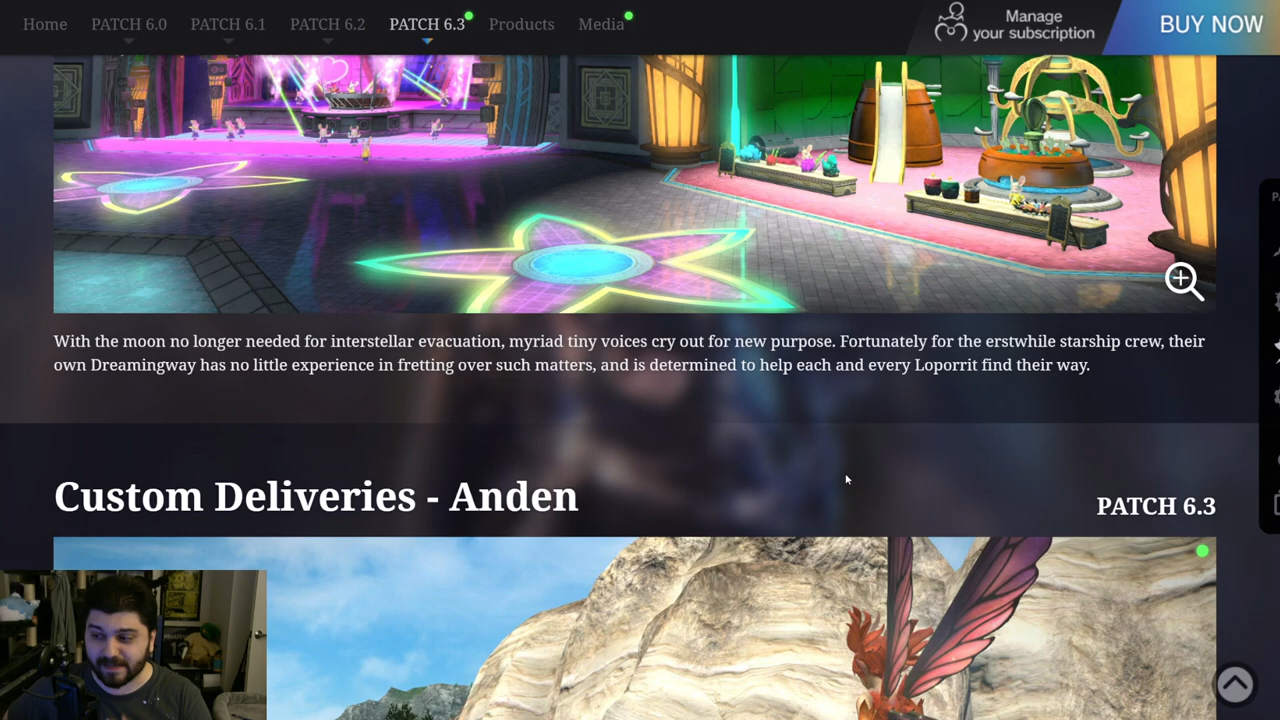 Home PATCH 6.0 PATCH 6.1 PATCH 6.2 PATCH 6.3 Products Media
Manage
your subscription
BUY NOW
With the moon no longer needed for interstellar evacuation, myriad tiny voices cry out for new purpose. Fortunately for the erstwhile starship crew, their
own Dreamingway has no little experience in fretting over such matters, and is determined to help each and every Loporrit find their way.
Custom Deliveries - Anden
PATCH 6.3